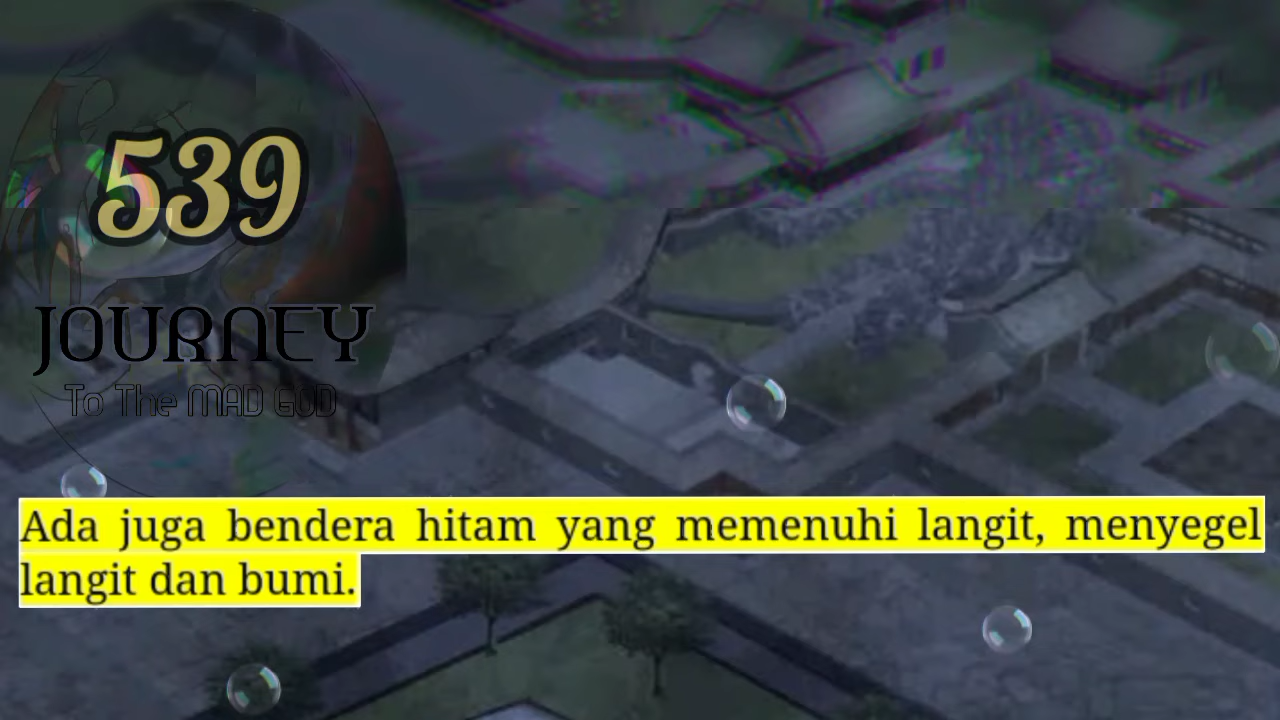 539
JOURNEY
To The MAD GOD
Ada juga bendera hitam yang memenuhi langit, menyegel
langit dan bumi.